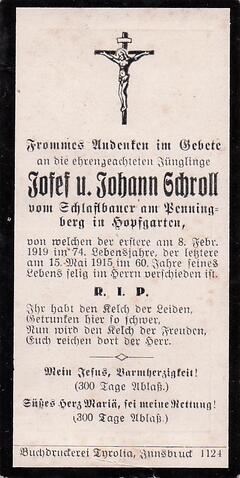 Frommes Andenken im Gebete
an die ehrengeachteten Jünglinge
Josef u. Johann Schroll
vom Schlaflbauer am Penning-
berg in Hopfgarten,
von welchen der erstere am 8. Febr.
1919 im 74. Lebensjahre, der letztere
am 15. Mai 1915 im 60. Jahre seines
Lebens selig im Herrn verschieden ist.
R. I. P.
Ihr habt den Kelch der Leiden,
Getrunken hier so schwer.
Nun wird den Kelch der Freuden,
Euch reichen dort der Herr.
Mein Jesus, Barmherzigkeit!
(300 Tage Ablaß.)
Süßes Herz Mariä, sei meine Rettung!
(300 Tage Ablaß.)
Buchdruckerei Tyrolia, Innsbruck 1124